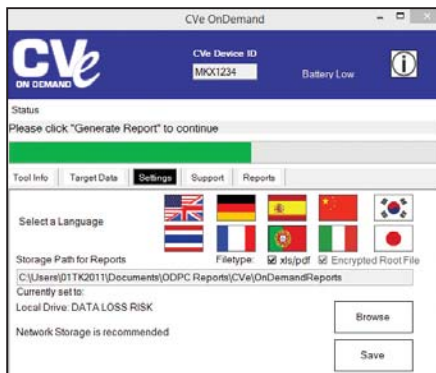 CVe OnDemand
CVe
ON DEMAND
CVe Device ID
MKX1234
Battery Low
i
Status
Please click "Generate Report" to continue
Tool Info
Target Data
Settings
Support
Reports
Select a Language
Storage Path for Reports
Filetype:
xls/pdf
Encrypted Root File
C:\Users\01TK2011\Documents\ODPC Reports\CVe\OnDemandReports
Currently set to:
Local Drive: DATA LOSS RISK
Network Storage is recommended
Browse
Save